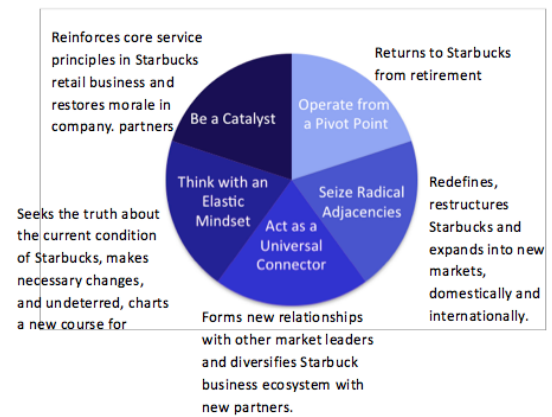 Reinforces core service
principles in Starbucks
retail business and
restores morale in
company. partners
Returns to Starbucks
from retirement
Be a Catalyst
Operate from
a Pivot Point
Think with an
Elastic
Mindset
Seize Radical
Adjacencies
Act as a
Universal
Connector
Redefines,
restructures
Starbucks and
expands into new
markets,
domestically and
internationally.
Seeks the truth about
the current condition
of Starbucks, makes
necessary changes,
and undeterred, charts
a new course for
Forms new relationships
with other market leaders
and diversifies Starbuck
business ecosystem with
new partners.